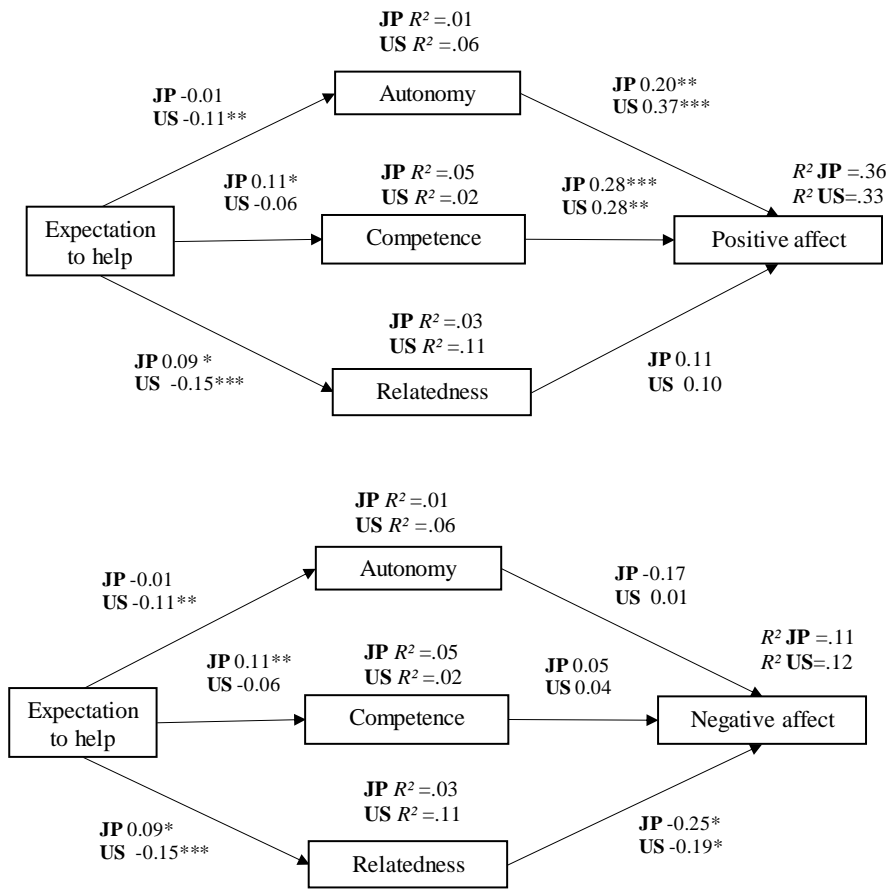 JP R² =.01
US R² =.06
Autonomy
JP -0.01
US -0.11**
JP 0.20**
US 0.37***
JP 0.11*
US -0.06
JP R² =.05
US R² =.02
JP 0.28***
US 0.28**
R² JP =.36
R² US=.33
Expectation
to help
Competence
Positive affect
JP R² =.03
US R² =.11
JP 0.09 *
US -0.15***
Relatedness
JP 0.11
US 0.10
JP R² =.01
US R² =.06
Autonomy
JP -0.01
US -0.11**
JP -0.17
US 0.01
JP 0.11**
US -0.06
JP R² =.05
US R² =.02
JP 0.05
US 0.04
R² JP =.11
R² US=.12
Expectation
to help
Competence
Negative affect
JP R² =.03
US R² =.11
JP 0.09*
US -0.15***
Relatedness
JP -0.25*
US -0.19*